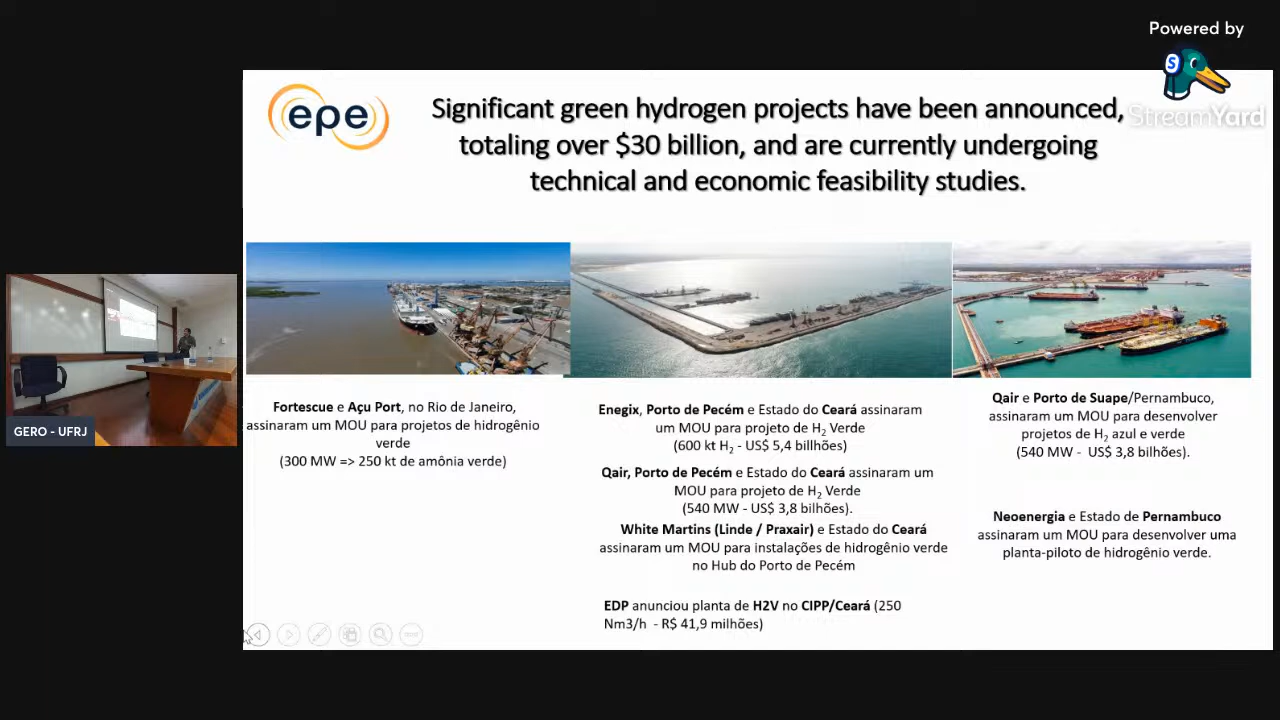 Powered by
StreamYard
epe
Significant green hydrogen projects have been announced,
totaling over $30 billion, and are currently undergoing
technical and economic feasibility studies.
Fortescue e Açu Port, no Rio de Janeiro,
assinaram um MOU para projetos de hidrogênio
verde
(300 MW => 250 kt de amônia verde)
Enegix, Porto de Pecém e Estado do Ceará assinaram
um MOU para projeto de H₂ Verde
(600 kt H₂ - US$ 5,4 billhões)
Qair, Porto de Pecém e Estado do Ceará assinaram um
MOU para projeto de H₂ Verde
(540 MW - US$ 3,8 bilhões).
White Martins (Linde / Praxair) e Estado do Ceará
assinaram um MOU para instalações de hidrogênio verde
no Hub do Porto de Pecém
EDP anunciou planta de H2V no CIPP/Ceará (250
Nm3/h - R$ 41,9 milhões)
Qair e Porto de Suape/Pernambuco,
assinaram um MOU para desenvolver
projetos de H₂ azul e verde
(540 MW - US$ 3,8 bilhões).
Neoenergia e Estado de Pernambuco
assinaram um MOU para desenvolver uma
planta-piloto de hidrogênio verde.
GERO - UFRJ